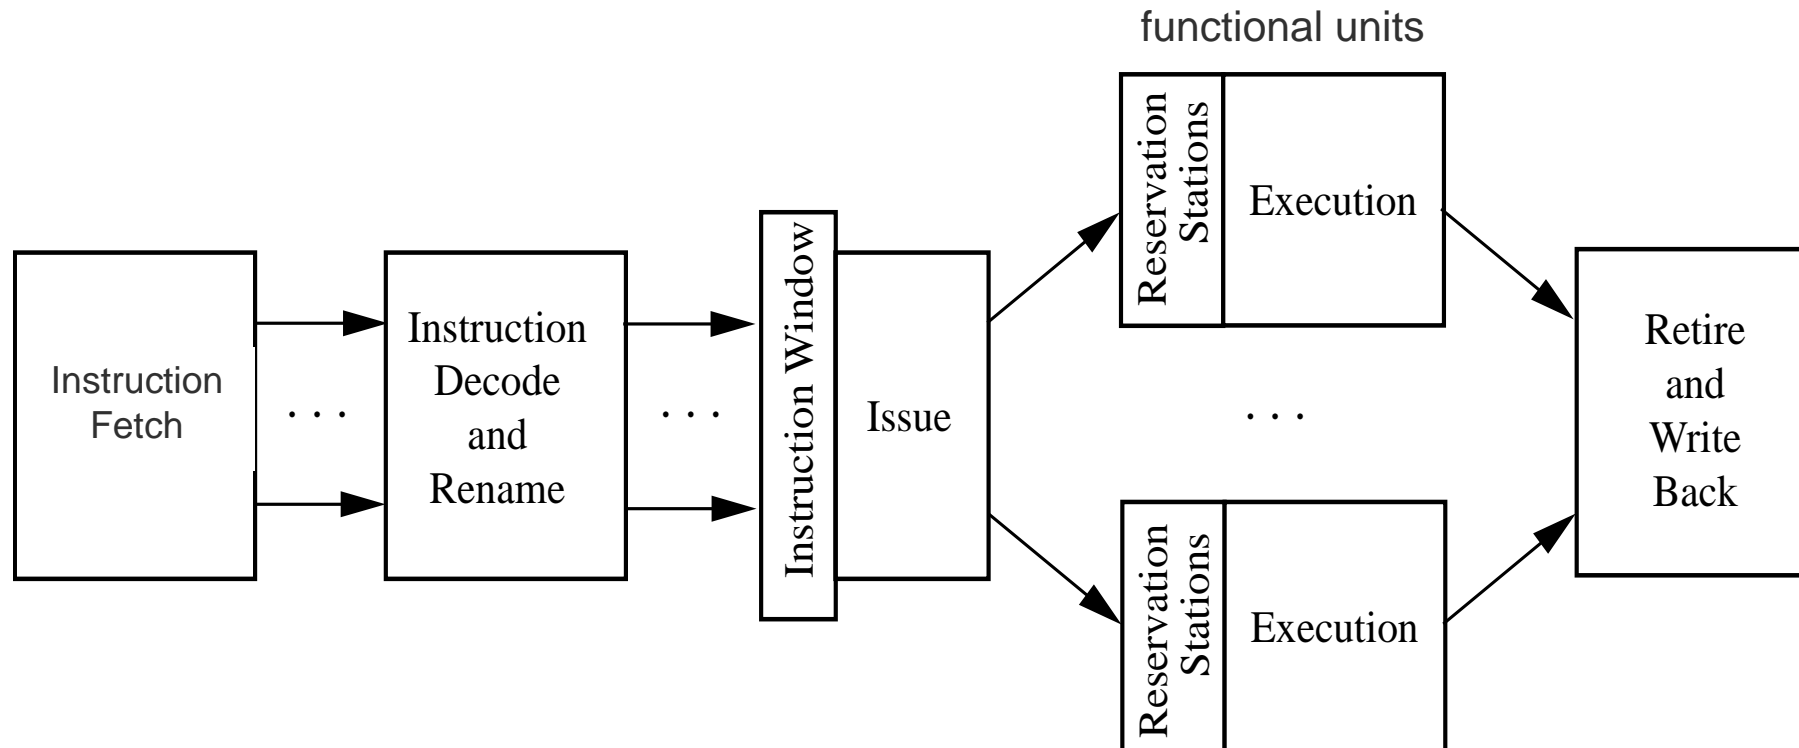 functional units
Instruction
Fetch
. . .
Instruction
Decode
and
Rename
. . .
Instruction Window
Issue
Reservation
Stations
Execution
. . .
Reservation
Stations
Execution
Retire
and
Write
Back